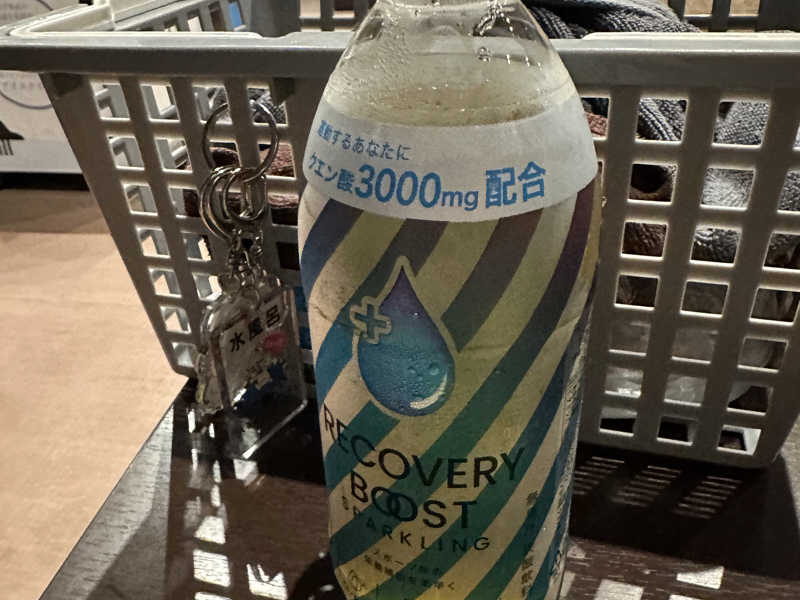 運動するあなたに
クエン酸3000mg配合
水風呂
RECOVERY
BOOST
SPARKLING